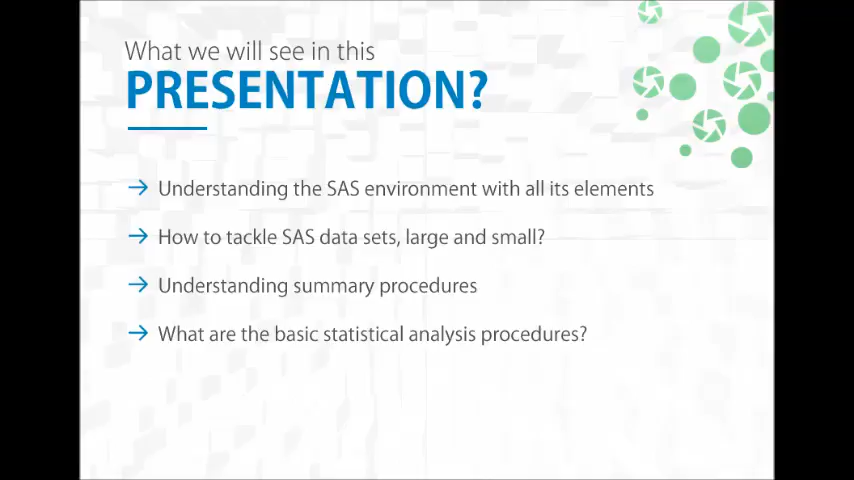 What we will see in this
PRESENTATION?
→ Understanding the SAS environment with all its elements
→ How to tackle SAS data sets, large and small?
→ Understanding summary procedures
→ What are the basic statistical analysis procedures?